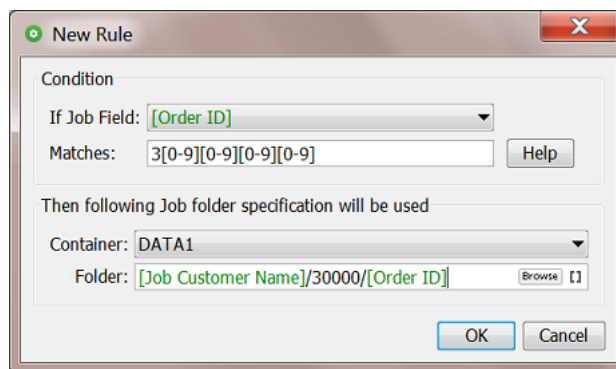 New Rule
Condition
If Job Field: [Order ID]
Matches: 3[0-9][0-9][0-9][0-9] Help
Then following Job folder specification will be used
Container: DATA1
Folder: [Job Customer Name]/30000/[Order ID] Browse []
OK Cancel